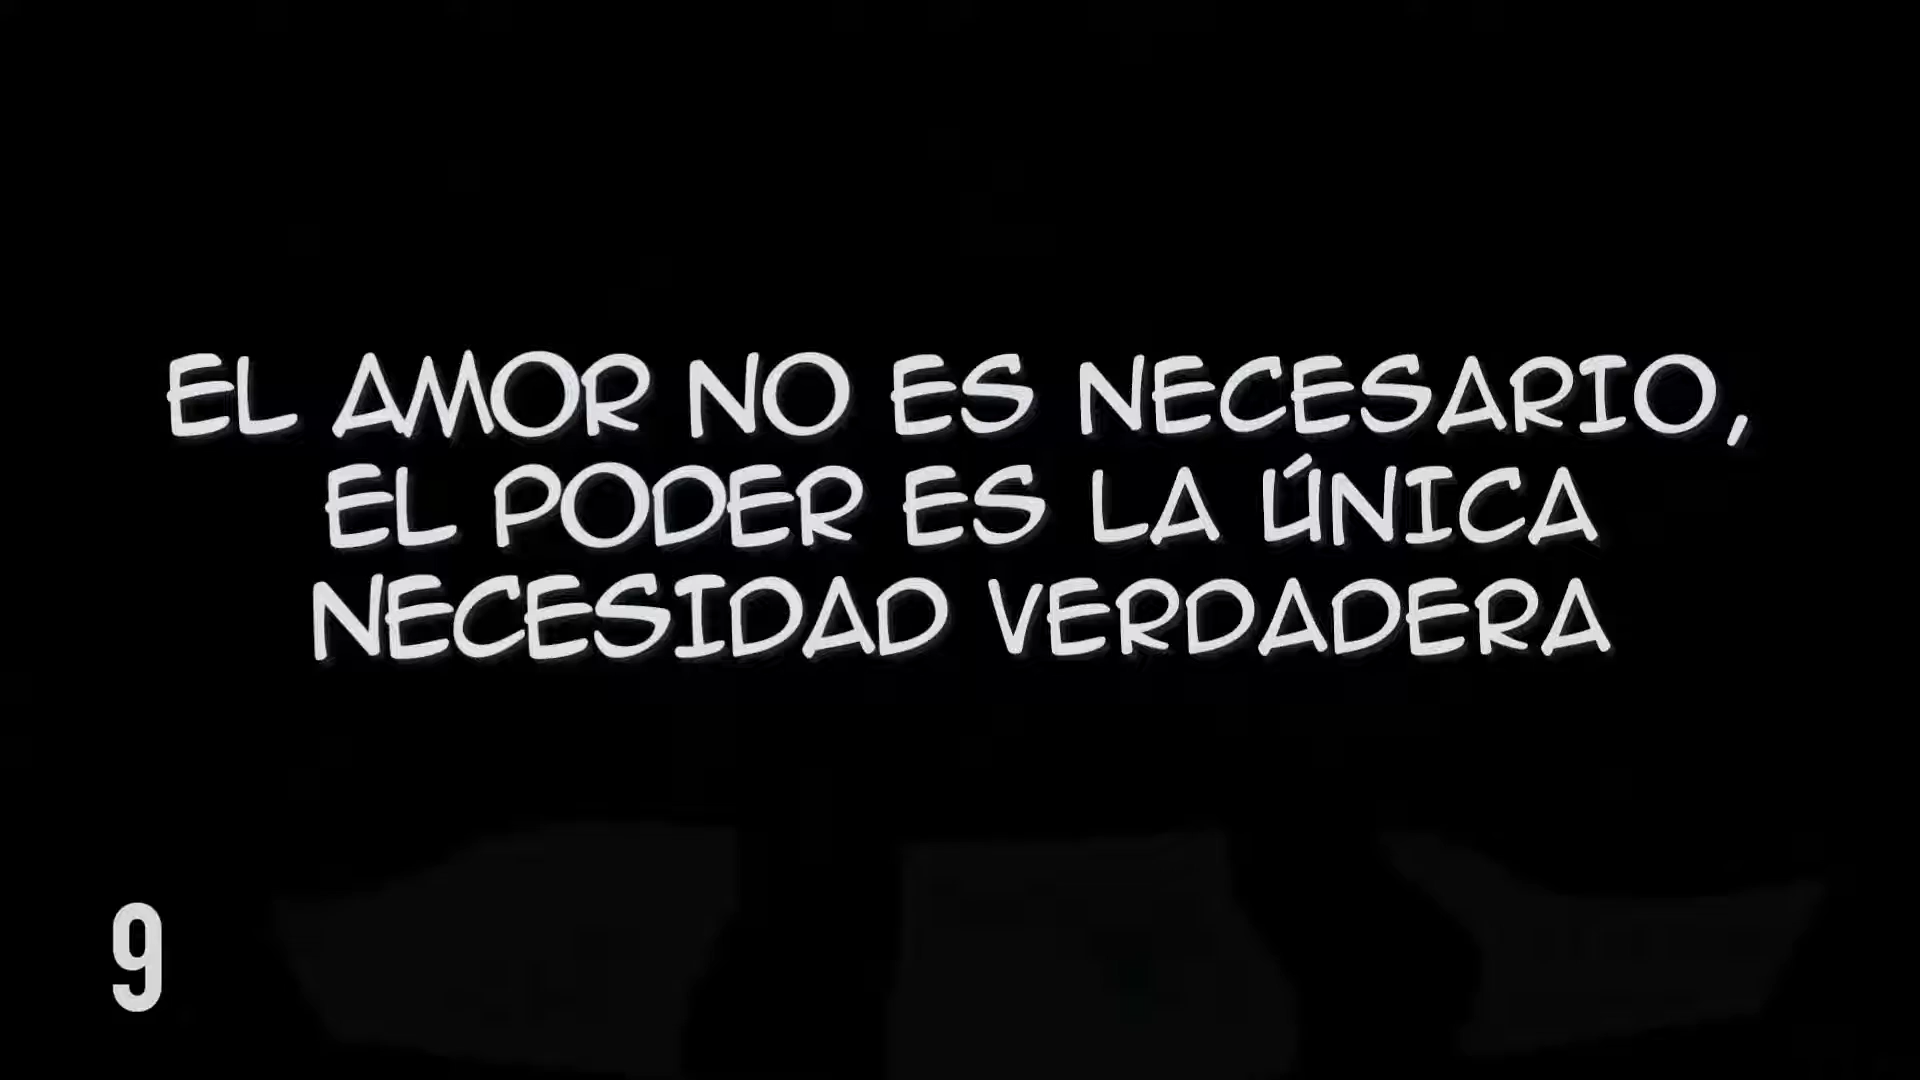 EL AMOR NO ES NECESARIO,
EL PODER ES LA ÚNICA
NECESIDAD VERDADERA
9